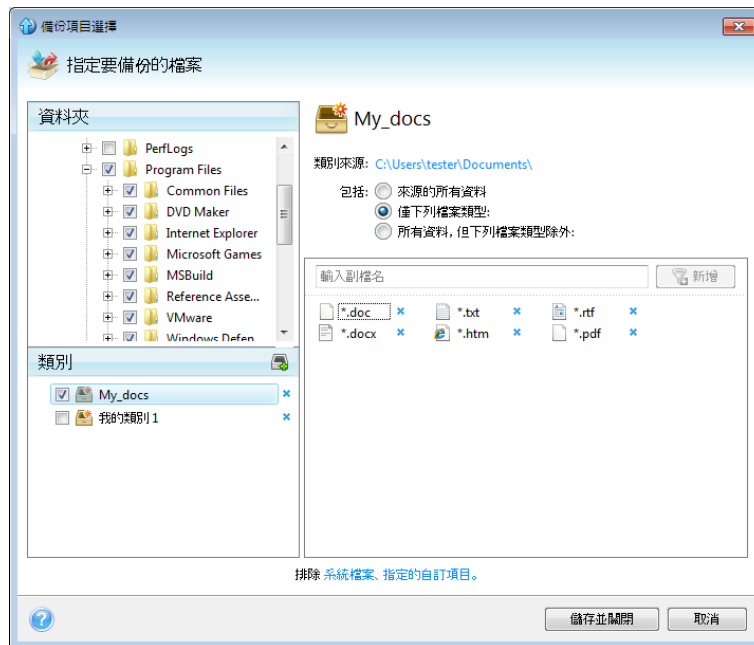 備份項目選擇
指定要備份的檔案
資料夾
PerfLogs
Program Files
Common Files
DVD Maker
Internet Explorer
Microsoft Games
MSBuild
Reference Asse...
VMware
Windows Defen
類別
My_docs
我的類別 1
My_docs
類別來源: C:\Users\tester\Documents\
包括: 來源的所有資料
僅下列檔案類型:
所有資料, 但下列檔案類型除外:
輸入副檔名 新增
*.doc *.txt *.rtf
*.docx *.htm *.pdf
排除 系統檔案、指定的自訂項目。
儲存並關閉 取消